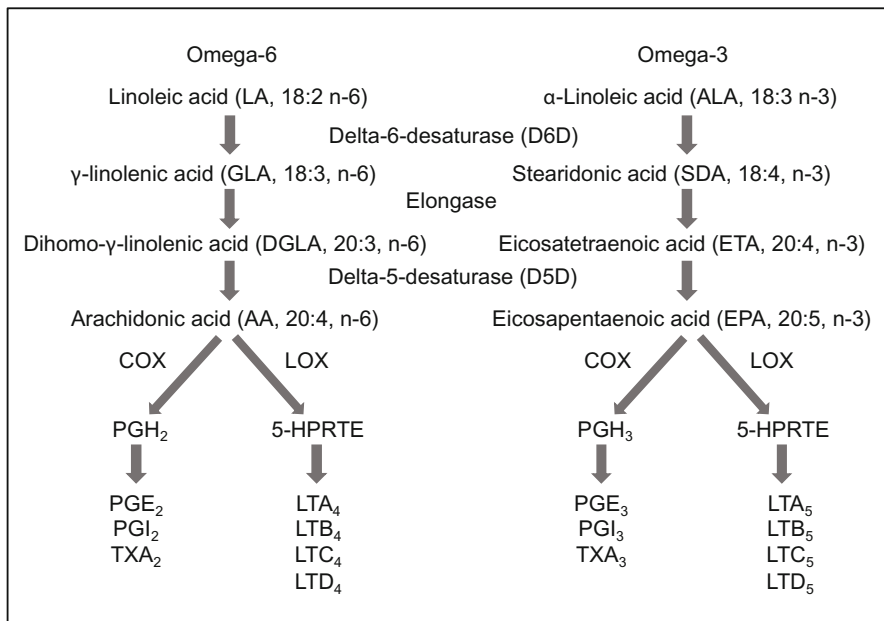 Omega-6 Omega-3
Linoleic acid (LA, 18:2 n-6) α-Linoleic acid (ALA, 18:3 n-3)
Delta-6-desaturase (D6D)
γ-linolenic acid (GLA, 18:3, n-6) Stearidonic acid (SDA, 18:4, n-3)
Elongase
Dihomo-γ-linolenic acid (DGLA, 20:3, n-6) Eicosatetraenoic acid (ETA, 20:4, n-3)
Delta-5-desaturase (D5D)
Arachidonic acid (AA, 20:4, n-6) Eicosapentaenoic acid (EPA, 20:5, n-3)
COX LOX COX LOX
PGH₂ 5-HPRTE PGH₃ 5-HPRTE
PGE₂ LTA₄ PGE₃ LTA₅
PGI₂ LTB₄ PGI₃ LTB₅
TXA₂ LTC₄ TXA₃ LTC₅
LTD₄ LTD₅